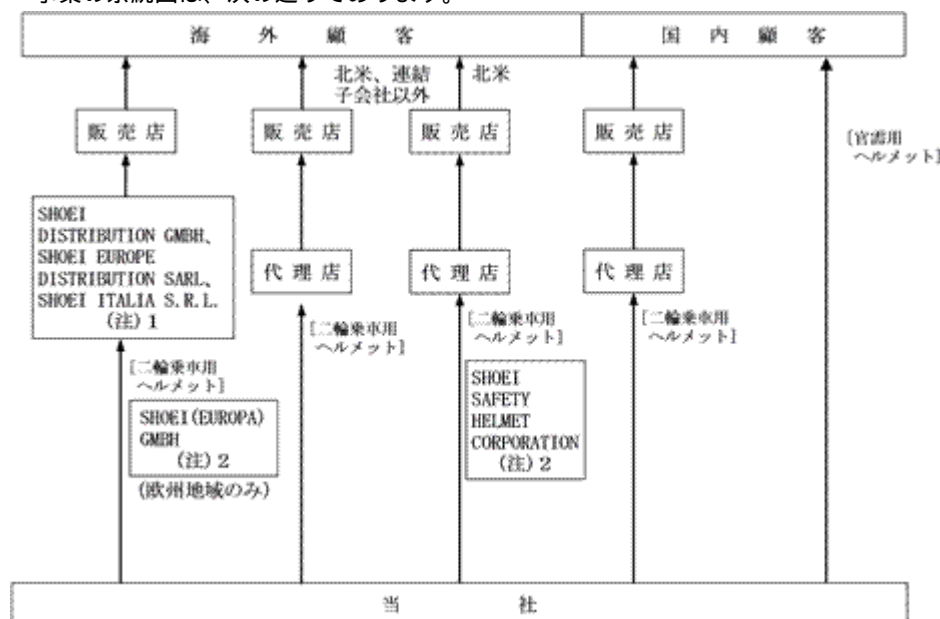 事業の系統図は、次の通りであります。
海外顧客
国内顧客
北米、連結
子会社以外
北米
販売店
販売店
販売店
販売店
[官需用
ヘルメット]
SHOEI
DISTRIBUTION GMBH、
SHOEI EUROPE
DISTRIBUTION SARL、
SHOEI ITALIA S.R.L.
(注)1
代理店
代理店
代理店
[二輪乗車用
ヘルメット]
[二輪乗車用
ヘルメット]
[二輪乗車用
ヘルメット]
[二輪乗車用
ヘルメット]
SHOEI(EUROPA)
GMBH
(注)2
(欧州地域のみ)
SHOEI
SAFETY
HELMET
CORPORATION
(注)2
当社